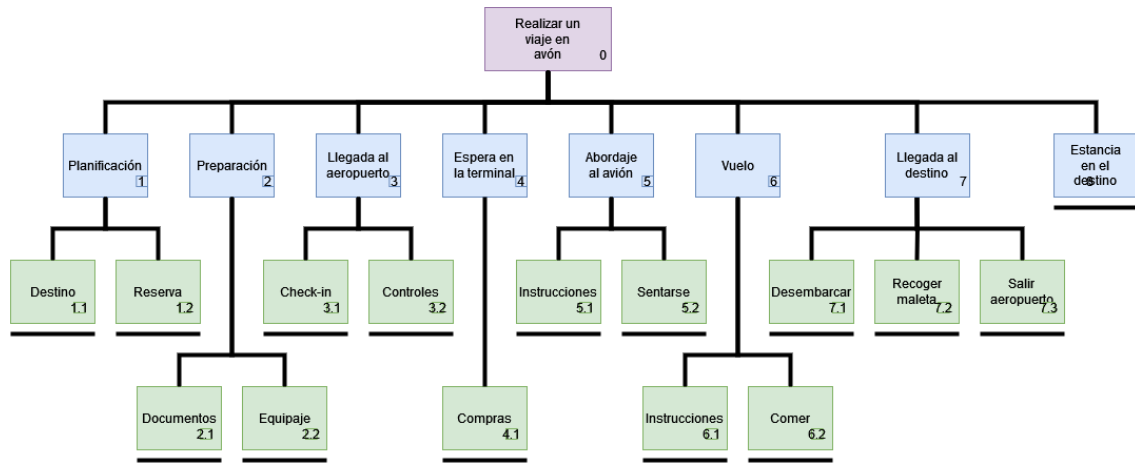 Realizar un
viaje en
avón
0
Planificación
1
Preparación
2
Llegada al
aeropuerto
3
Espera en
la terminal
4
Abordaje
al avión
5
Vuelo
6
Llegada al
destino
7
Estancia
en el
destino
8
Destino
1.1
Reserva
1.2
Check-in
3.1
Controles
3.2
Instrucciones
5.1
Sentarse
5.2
Desembarcar
7.1
Recoger
maleta
7.2
Salir
aeropuerto
7.3
Documentos
2.1
Equipaje
2.2
Compras
4.1
Instrucciones
6.1
Comer
6.2